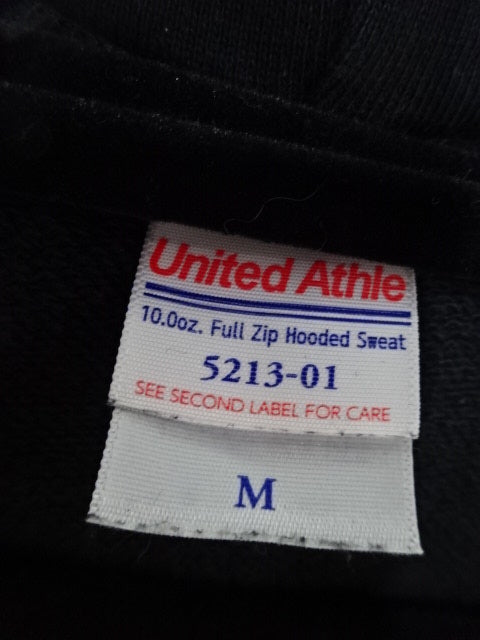 United Athle
10.0oz. Full Zip Hooded Sweat
5213-01
SEE SECOND LABEL FOR CARE
M